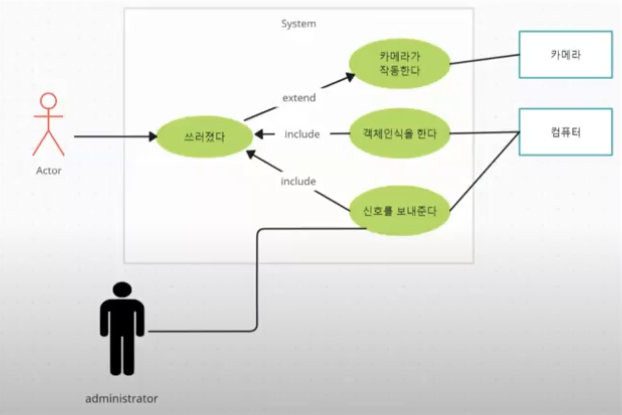 System
카메라가
작동한다
카메라
extend
쓰러졌다
include
객체인식을 한다
컴퓨터
Actor
include
신호를 보내준다
administrator